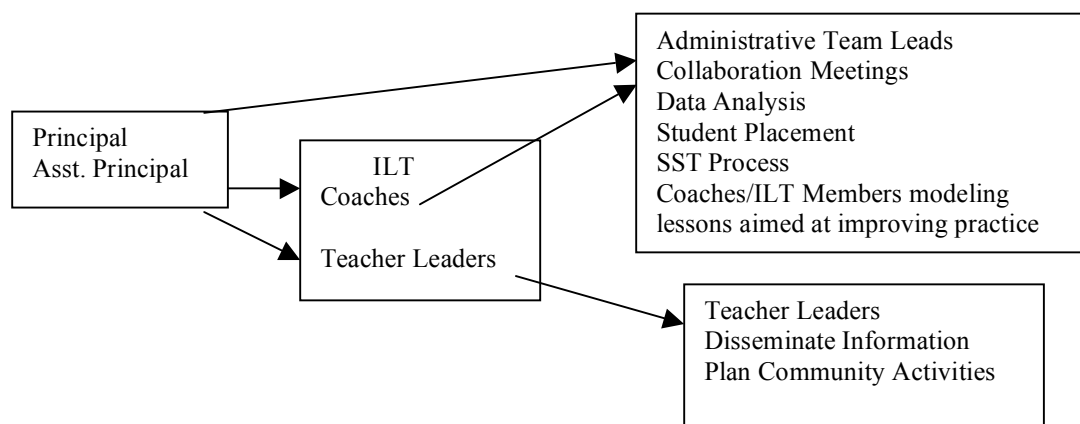 Principal
Asst. Principal
ILT
Coaches
Teacher Leaders
Administrative Team Leads
Collaboration Meetings
Data Analysis
Student Placement
SST Process
Coaches/ILT Members modeling
lessons aimed at improving practice
Teacher Leaders
Disseminate Information
Plan Community Activities